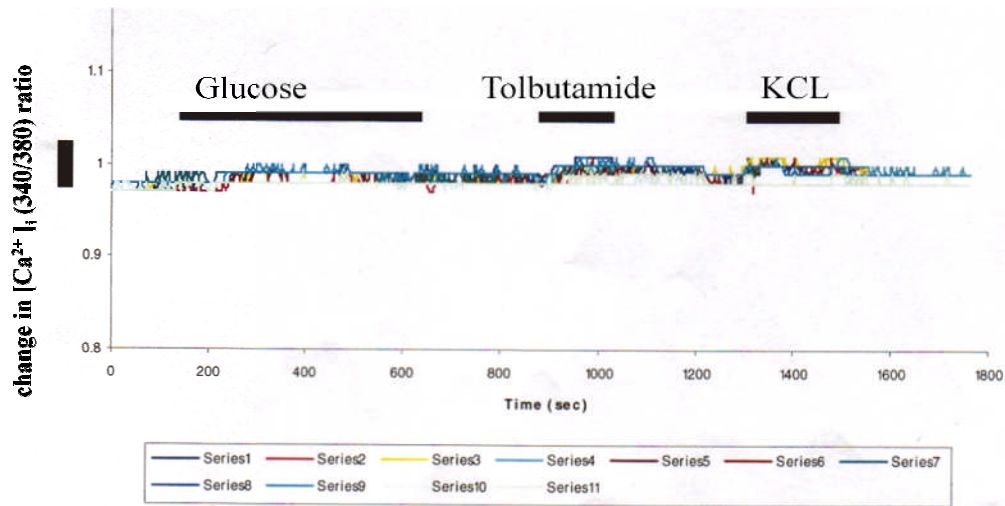 change in [Ca²⁺ ]ᵢ (340/380) ratio
1.1
1
0.9
0.8
Glucose
Tolbutamide
KCL
0 200 400 600 800 1000 1200 1400 1600 1800
Time (sec)
Series1 Series2 Series3 Series4 Series5 Series6 Series7
Series8 Series9 Series10 Series11